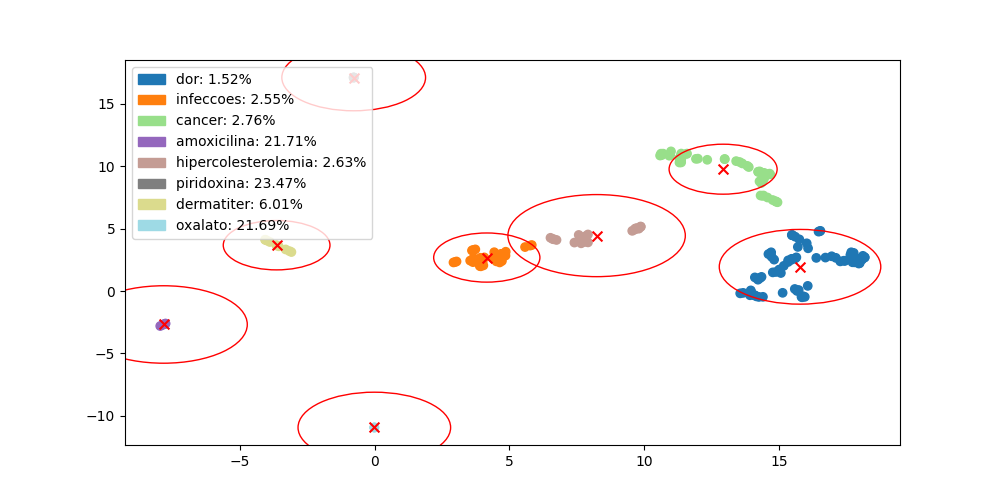 dor: 1.52%
infeccoes: 2.55%
cancer: 2.76%
amoxicilina: 21.71%
hipercolesterolemia: 2.63%
piridoxina: 23.47%
dermatiter: 6.01%
oxalato: 21.69%
15
10
5
0
−5
−10
−5 0 5 10 15